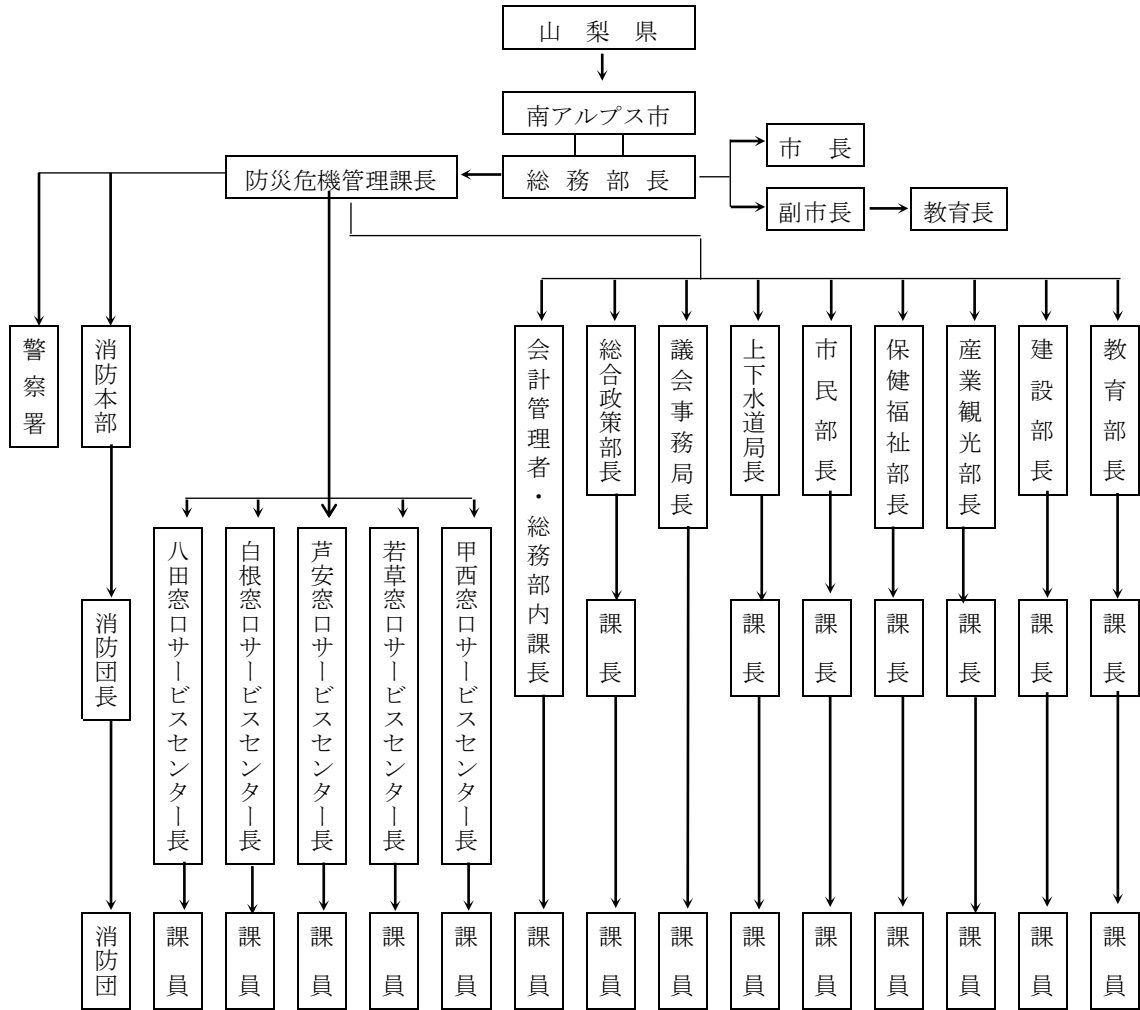 山梨県
南アルプス市
市長
防災危機管理課長
総務部長
副市長
教育長
警察署
消防本部
会計管理者・総務部内課長
総合政策部長
議会事務局長
上下水道局長
市民部長
保健福祉部長
産業観光部長
建設部長
教育部長
八田窓口サービスセンター長
白根窓口サービスセンター長
芦安窓口サービスセンター長
若草窓口サービスセンター長
甲西窓口サービスセンター長
消防団長
課長
課長
課長
課長
課長
課長
課長
消防団
課員
課員
課員
課員
課員
課員
課員
課員
課員
課員
課員
課員
課員
課員